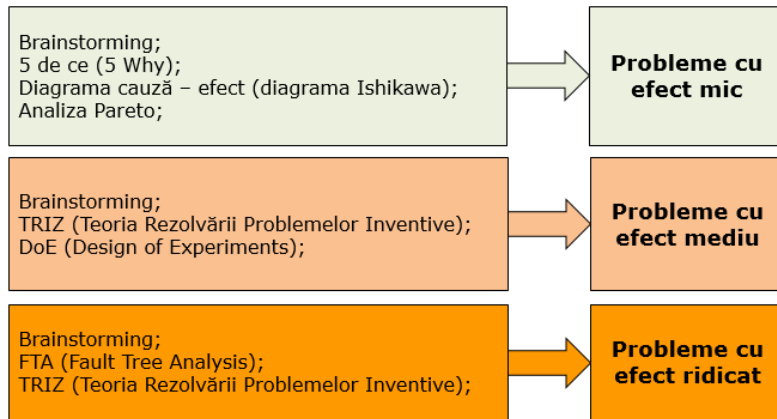 Brainstorming;
5 de ce (5 Why);
Diagrama cauză – efect (diagrama Ishikawa);
Analiza Pareto;
Probleme cu
efect mic
Brainstorming;
TRIZ (Teoria Rezolvării Problemelor Inventive);
DoE (Design of Experiments);
Probleme cu
efect mediu
Brainstorming;
FTA (Fault Tree Analysis);
TRIZ (Teoria Rezolvării Problemelor Inventive);
Probleme cu
efect ridicat